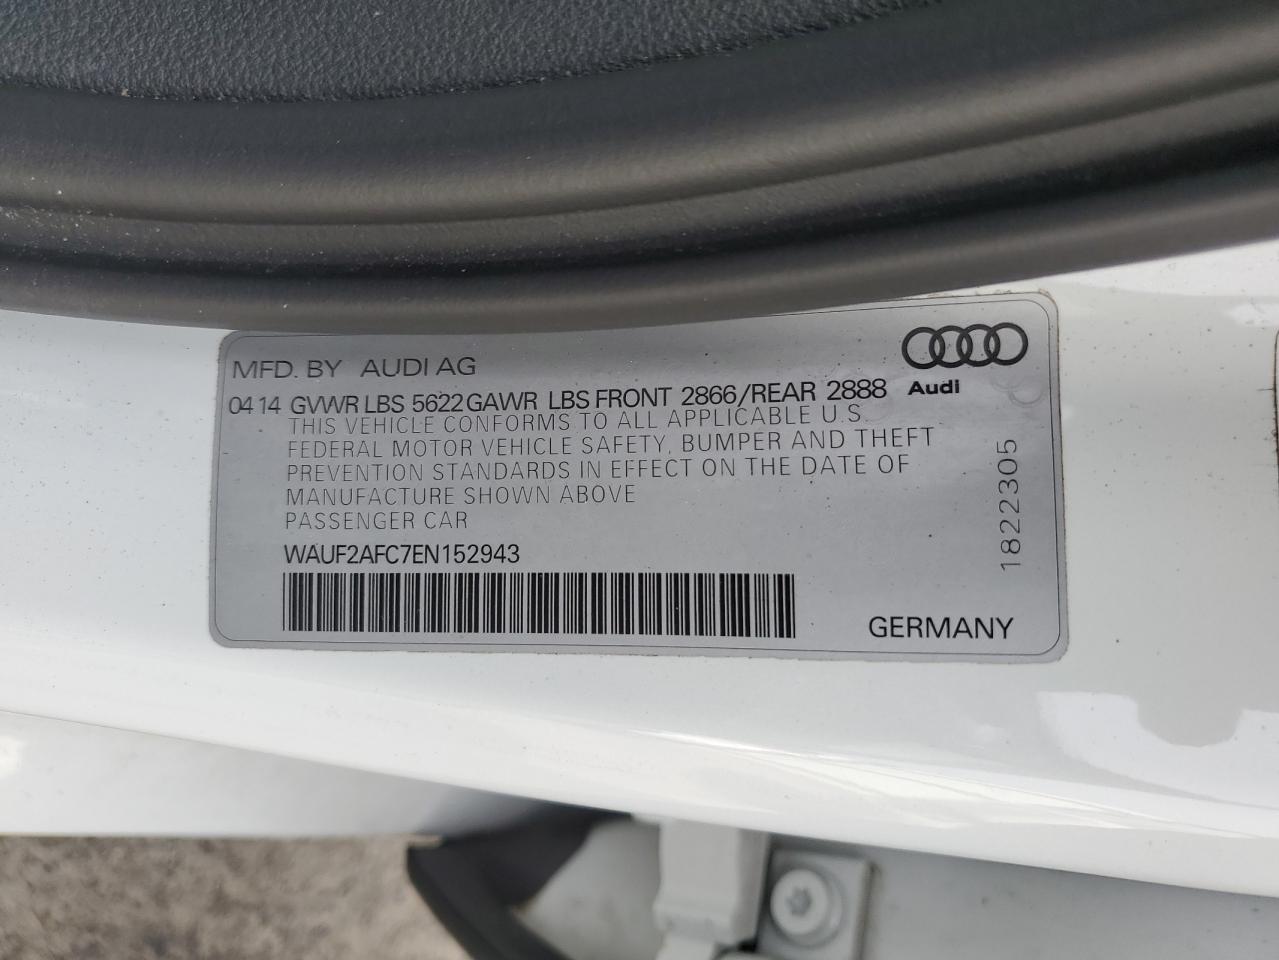 MFD. BY AUDI AG
Audi
04 14 GVWR LBS 5622 GAWR LBS FRONT 2866/REAR 2888
THIS VEHICLE CONFORMS TO ALL APPLICABLE U.S.
FEDERAL MOTOR VEHICLE SAFETY, BUMPER AND THEFT
PREVENTION STANDARDS IN EFFECT ON THE DATE OF
MANUFACTURE SHOWN ABOVE
PASSENGER CAR
WAUF2AFC7EN152943
GERMANY
1822305